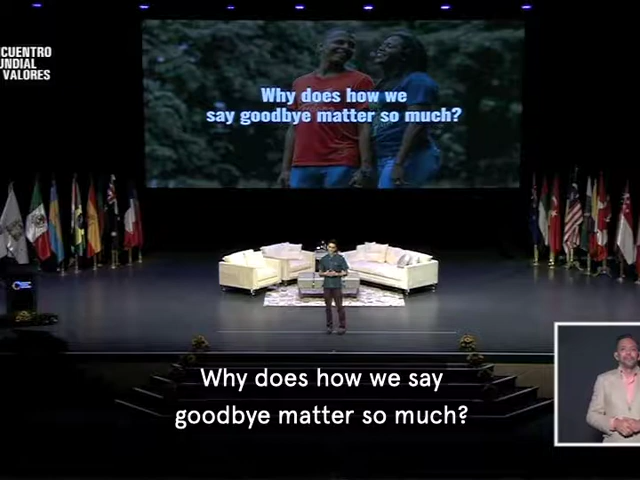 CUENTRO
UNDIAL
VALORES
Why does how we
say goodbye matter so much?
Why does how we say
goodbye matter so much?